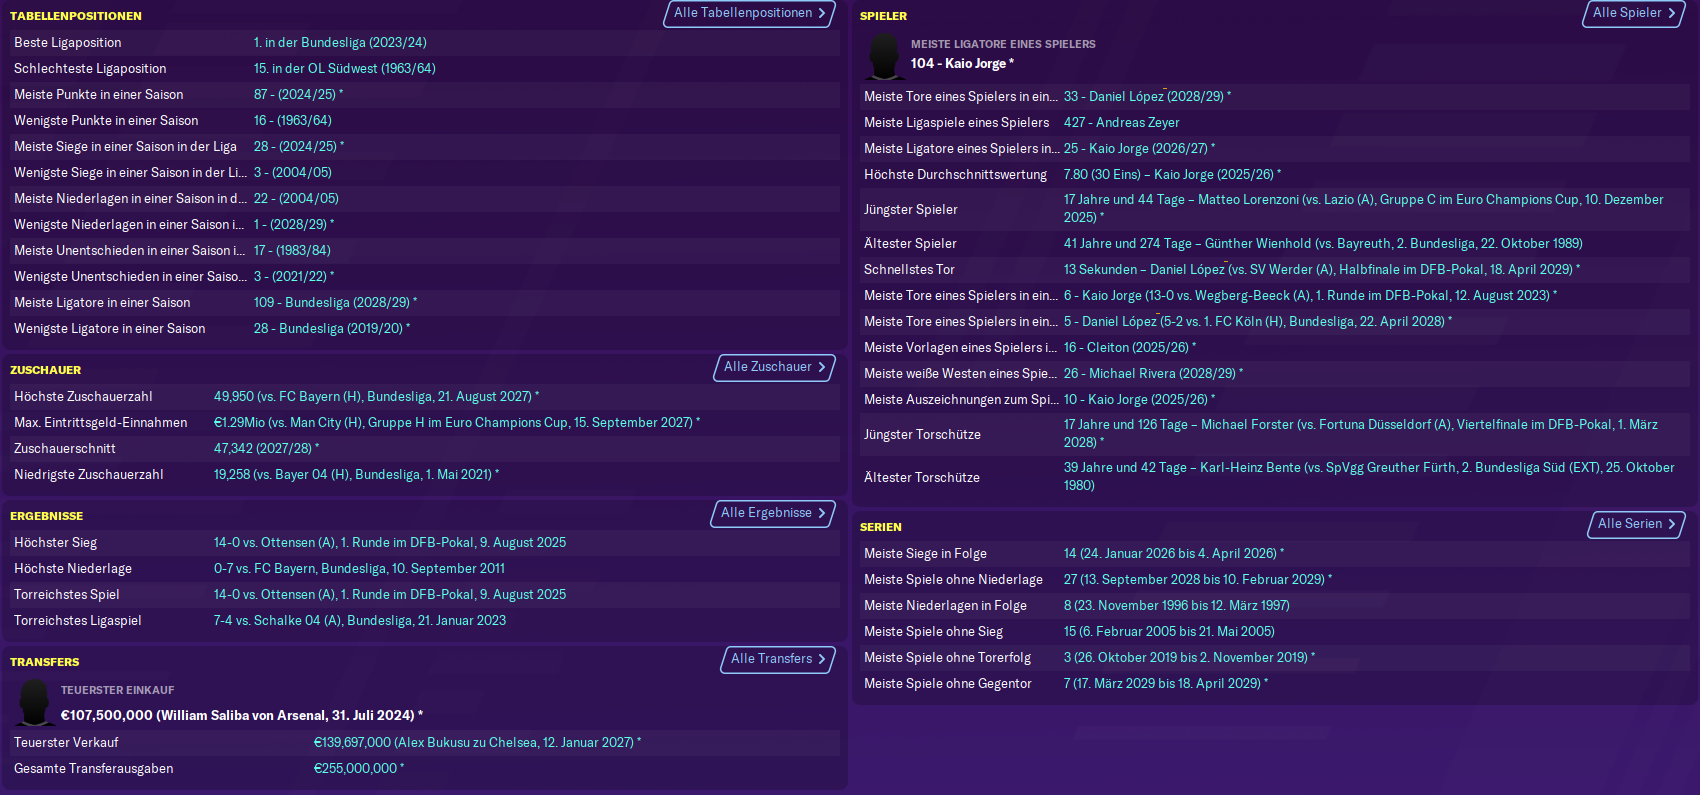 TABELLENPOSITIONEN
Alle Tabellenpositionen
Beste Ligaposition 1. in der Bundesliga (2023/24)
Schlechteste Ligaposition 15. in der OL Südwest (1963/64)
Meiste Punkte in einer Saison 87 - (2024/25) *
Wenigste Punkte in einer Saison 16 - (1963/64)
Meiste Siege in einer Saison in der Liga 28 - (2024/25) *
Wenigste Siege in einer Saison in der Li... 3 - (2004/05)
Meiste Niederlagen in einer Saison in d... 22 - (2004/05)
Wenigste Niederlagen in einer Saison i... 1 - (2028/29) *
Meiste Unentschieden in einer Saison i... 17 - (1983/84)
Wenigste Unentschieden in einer Saiso... 3 - (2021/22) *
Meiste Ligatore in einer Saison 109 - Bundesliga (2028/29) *
Wenigste Ligatore in einer Saison 28 - Bundesliga (2019/20) *
ZUSCHAUER
Alle Zuschauer
Höchste Zuschauerzahl 49,950 (vs. FC Bayern (H), Bundesliga, 21. August 2027) *
Max. Eintrittsgeld-Einnahmen €1.29Mio (vs. Man City (H), Gruppe H im Euro Champions Cup, 15. September 2027) *
Zuschauerschnitt 47,342 (2027/28) *
Niedrigste Zuschauerzahl 19,258 (vs. Bayer 04 (H), Bundesliga, 1. Mai 2021) *
ERGEBNISSE
Alle Ergebnisse
Höchster Sieg 14-0 vs. Ottensen (A), 1. Runde im DFB-Pokal, 9. August 2025
Höchste Niederlage 0-7 vs. FC Bayern, Bundesliga, 10. September 2011
Torreichstes Spiel 14-0 vs. Ottensen (A), 1. Runde im DFB-Pokal, 9. August 2025
Torreichstes Ligaspiel 7-4 vs. Schalke 04 (A), Bundesliga, 21. Januar 2023
TRANSFERS
Alle Transfers
TEUERSTER EINKAUF
€107,500,000 (William Saliba von Arsenal, 31. Juli 2024) *
Teuerster Verkauf €139,697,000 (Alex Bukusu zu Chelsea, 12. Januar 2027) *
Gesamte Transferausgaben €255,000,000 *
SPIELER
Alle Spieler
MEISTE LIGATORE EINES SPIELERS
104 - Kaio Jorge *
Meiste Tore eines Spielers in ein... 33 - Daniel López (2028/29) *
Meiste Ligaspiele eines Spielers 427 - Andreas Zeyer
Meiste Ligatore eines Spielers in... 25 - Kaio Jorge (2026/27) *
Höchste Durchschnittswertung 7.80 (30 Eins) – Kaio Jorge (2025/26) *
Jüngster Spieler 17 Jahre und 44 Tage – Matteo Lorenzoni (vs. Lazio (A), Gruppe C im Euro Champions Cup, 10. Dezember
2025) *
Ältester Spieler 41 Jahre und 274 Tage – Günther Wienhold (vs. Bayreuth, 2. Bundesliga, 22. Oktober 1989)
Schnellstes Tor 13 Sekunden – Daniel López (vs. SV Werder (A), Halbfinale im DFB-Pokal, 18. April 2029) *
Meiste Tore eines Spielers in ein... 6 - Kaio Jorge (13-0 vs. Wegberg-Beeck (A), 1. Runde im DFB-Pokal, 12. August 2023) *
Meiste Tore eines Spielers in ein... 5 - Daniel López (5-2 vs. 1. FC Köln (H), Bundesliga, 22. April 2028) *
Meiste Vorlagen eines Spielers i... 16 - Cleiton (2025/26) *
Meiste weiße Westen eines Spie... 26 - Michael Rivera (2028/29) *
Meiste Auszeichnungen zum Spi... 10 - Kaio Jorge (2025/26) *
Jüngster Torschütze 17 Jahre und 126 Tage – Michael Forster (vs. Fortuna Düsseldorf (A), Viertelfinale im DFB-Pokal, 1. März
2028) *
Ältester Torschütze 39 Jahre und 42 Tage – Karl-Heinz Bente (vs. SpVgg Greuther Fürth, 2. Bundesliga Süd (EXT), 25. Oktober
1980)
SERIEN
Alle Serien
Meiste Siege in Folge 14 (24. Januar 2026 bis 4. April 2026) *
Meiste Spiele ohne Niederlage 27 (13. September 2028 bis 10. Februar 2029) *
Meiste Niederlagen in Folge 8 (23. November 1996 bis 12. März 1997)
Meiste Spiele ohne Sieg 15 (6. Februar 2005 bis 21. Mai 2005)
Meiste Spiele ohne Torerfolg 3 (26. Oktober 2019 bis 2. November 2019) *
Meiste Spiele ohne Gegentor 7 (17. März 2029 bis 18. April 2029) *